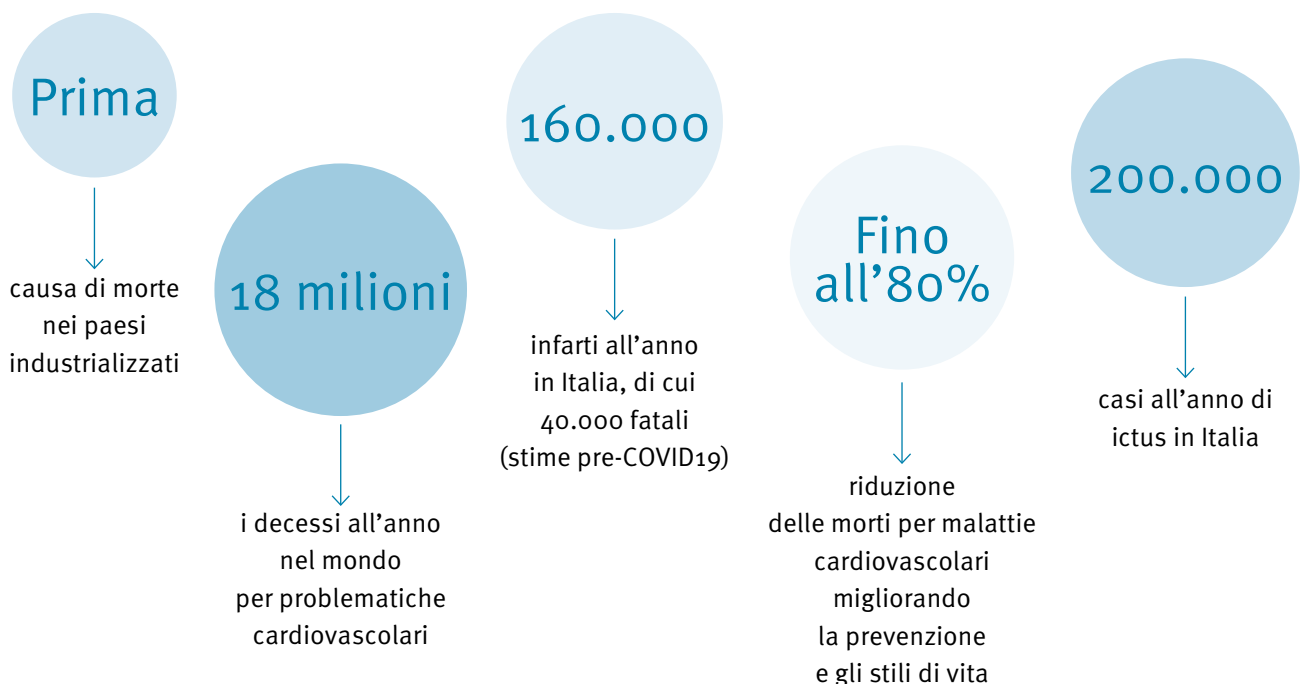 Prima
causa di morte
nei paesi
industrializzati
18 milioni
i decessi all’anno
nel mondo
per problematiche
cardiovascolari
160.000
infarti all’anno
in Italia, di cui
40.000 fatali
(stime pre-COVID19)
Fino
all’80%
riduzione
delle morti per malattie
cardiovascolari
migliorando
la prevenzione
e gli stili di vita
200.000
casi all’anno di
ictus in Italia